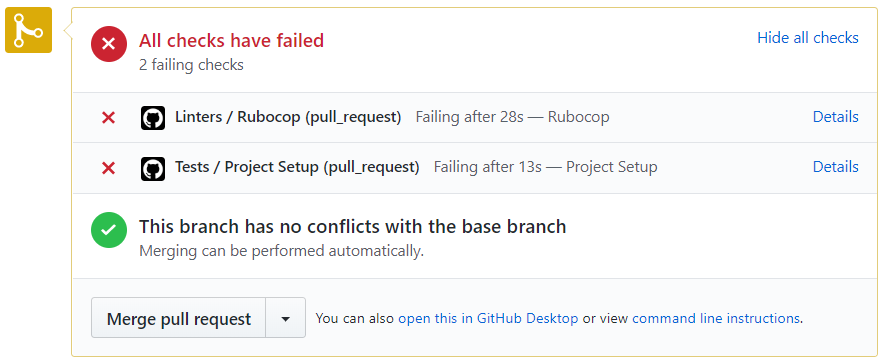 All checks have failed
Hide all checks
2 failing checks
Linters / Rubocop (pull_request) Failing after 28s — Rubocop Details
Tests / Project Setup (pull_request) Failing after 13s — Project Setup Details
This branch has no conflicts with the base branch
Merging can be performed automatically.
Merge pull request
You can also open this in GitHub Desktop or view command line instructions.